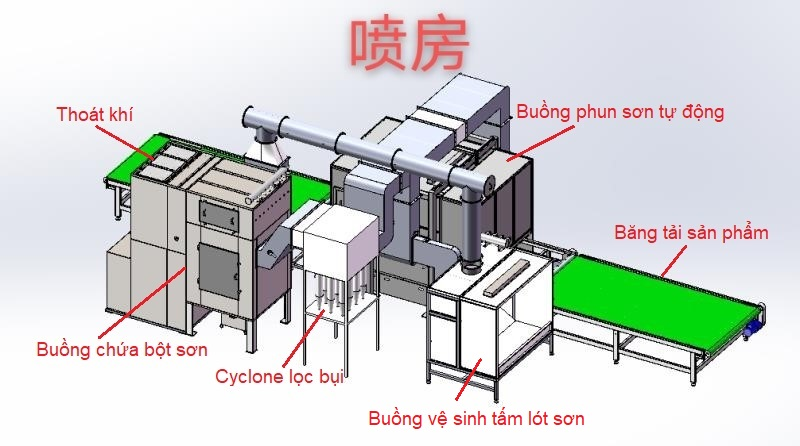 喷房
Thoát khí
Buồng phun sơn tự động
Băng tải sản phẩm
Buồng chứa bột sơn
Cyclone lọc bụi
Buồng vệ sinh tấm lót sơn